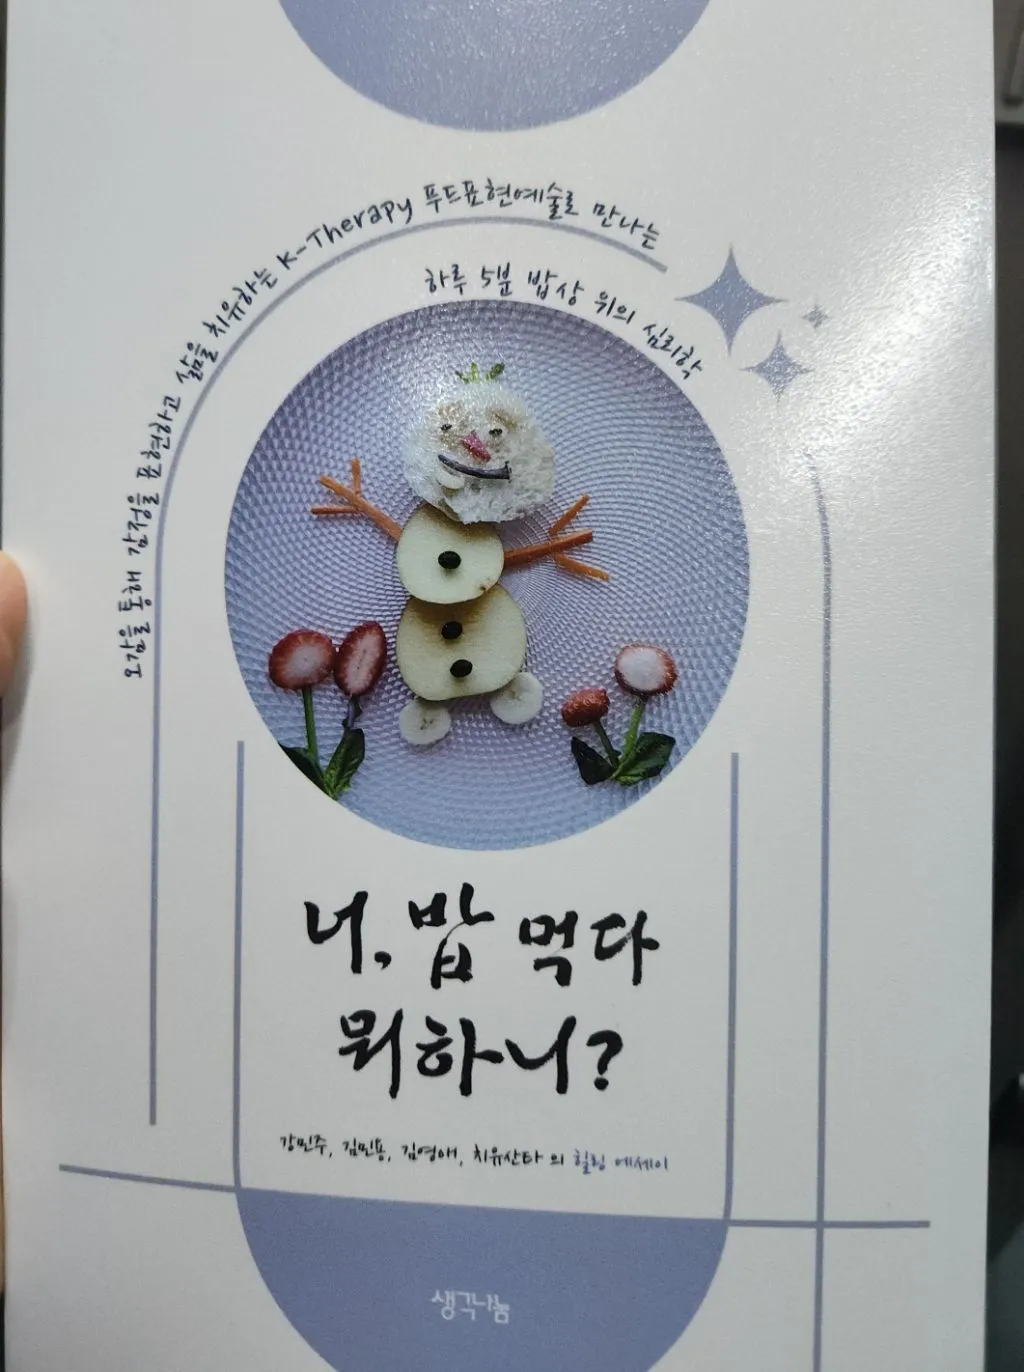 오감을 통해 감정을 표현하고 삶을 치유하는 K-Therapy 푸드표현예술로 만나는
하루 5분 밥상 위의 심리학
너, 밥 먹다
뭐하니?
강민주, 김민용, 김영애, 치유산타 의 힐링 에세이
생각나눔